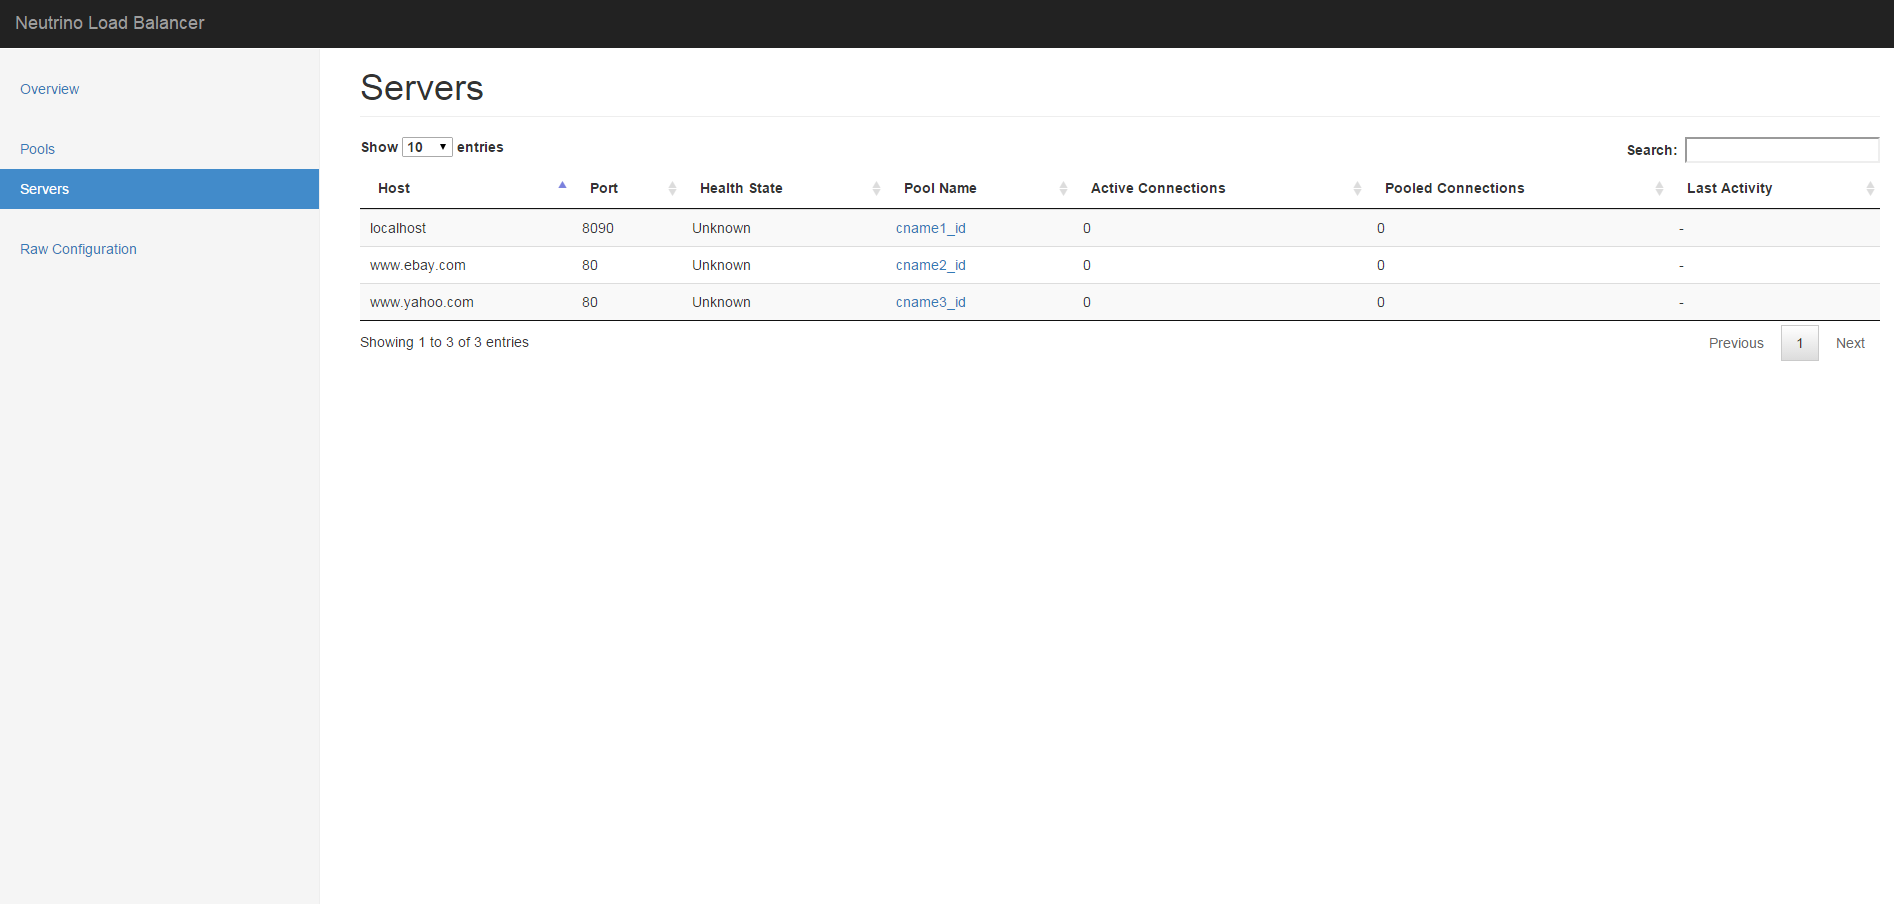 Neutrino Load Balancer
Overview
Pools
Servers
Raw Configuration
Servers
Show 10 entries
Search:
Host Port Health State Pool Name Active Connections Pooled Connections Last Activity
localhost 8090 Unknown cname1_id 0 0 -
www.ebay.com 80 Unknown cname2_id 0 0 -
www.yahoo.com 80 Unknown cname3_id 0 0 -
Showing 1 to 3 of 3 entries
Previous 1 Next